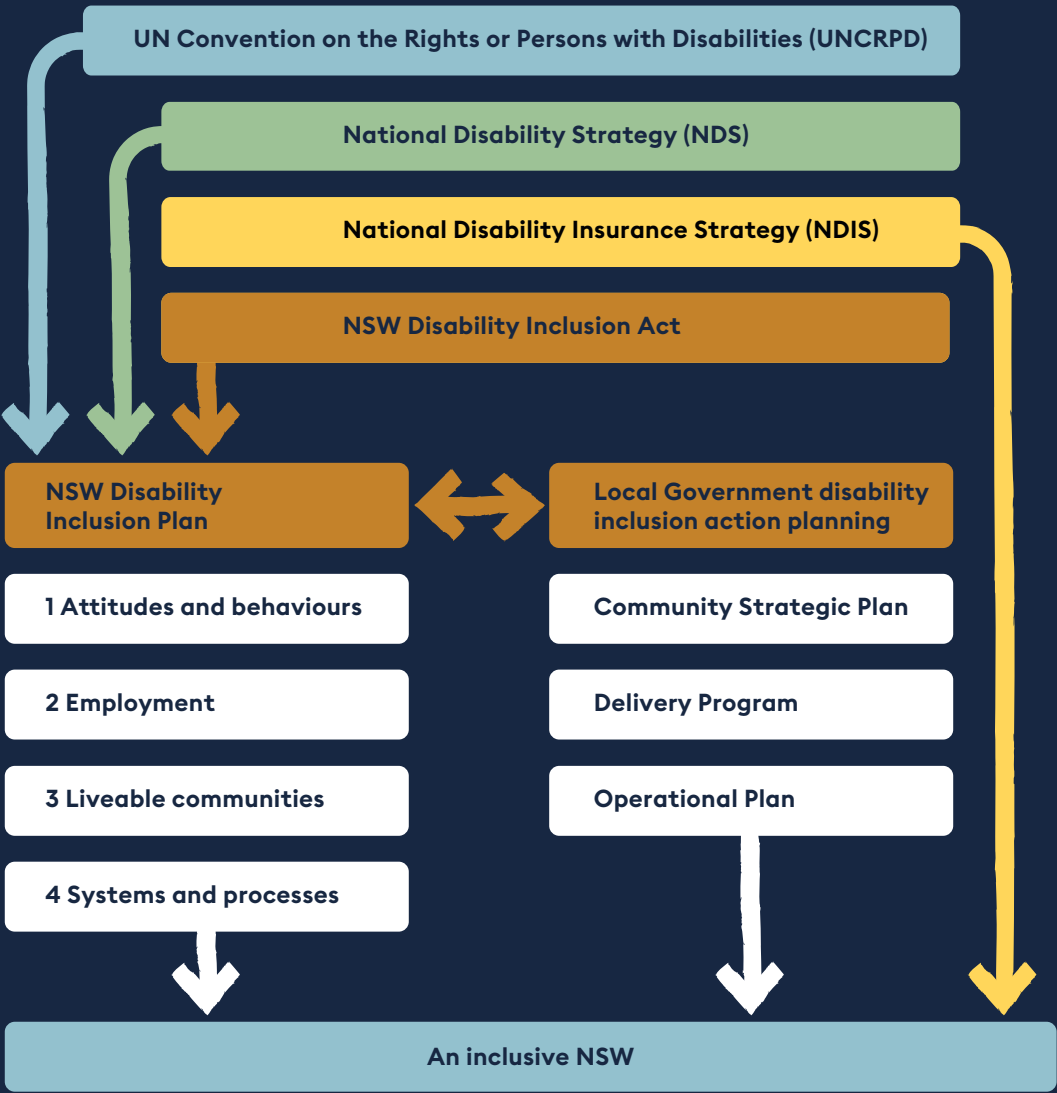 UN Convention on the Rights or Persons with Disabilities (UNCRPD)
National Disability Strategy (NDS)
National Disability Insurance Strategy (NDIS)
NSW Disability Inclusion Act
NSW Disability
Inclusion Plan
1 Attitudes and behaviours
2 Employment
3 Liveable communities
4 Systems and processes
Local Government disability
inclusion action planning
Community Strategic Plan
Delivery Program
Operational Plan
An inclusive NSW